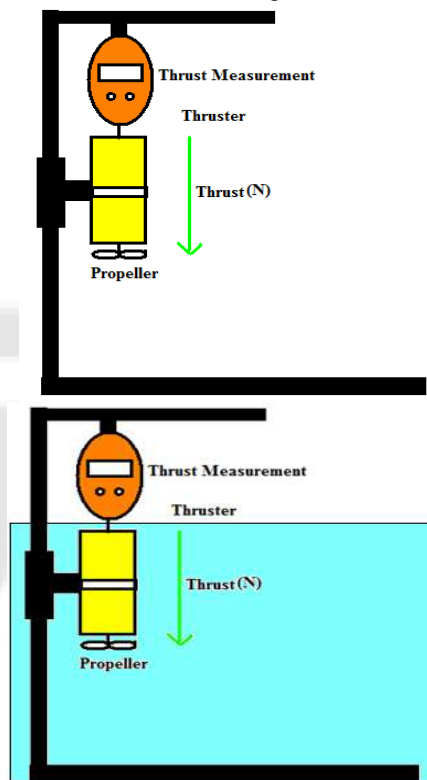 Thrust Measurement
Thruster
Thrust(N)
Propeller
Thrust Measurement
Thruster
Thrust(N)
Propeller